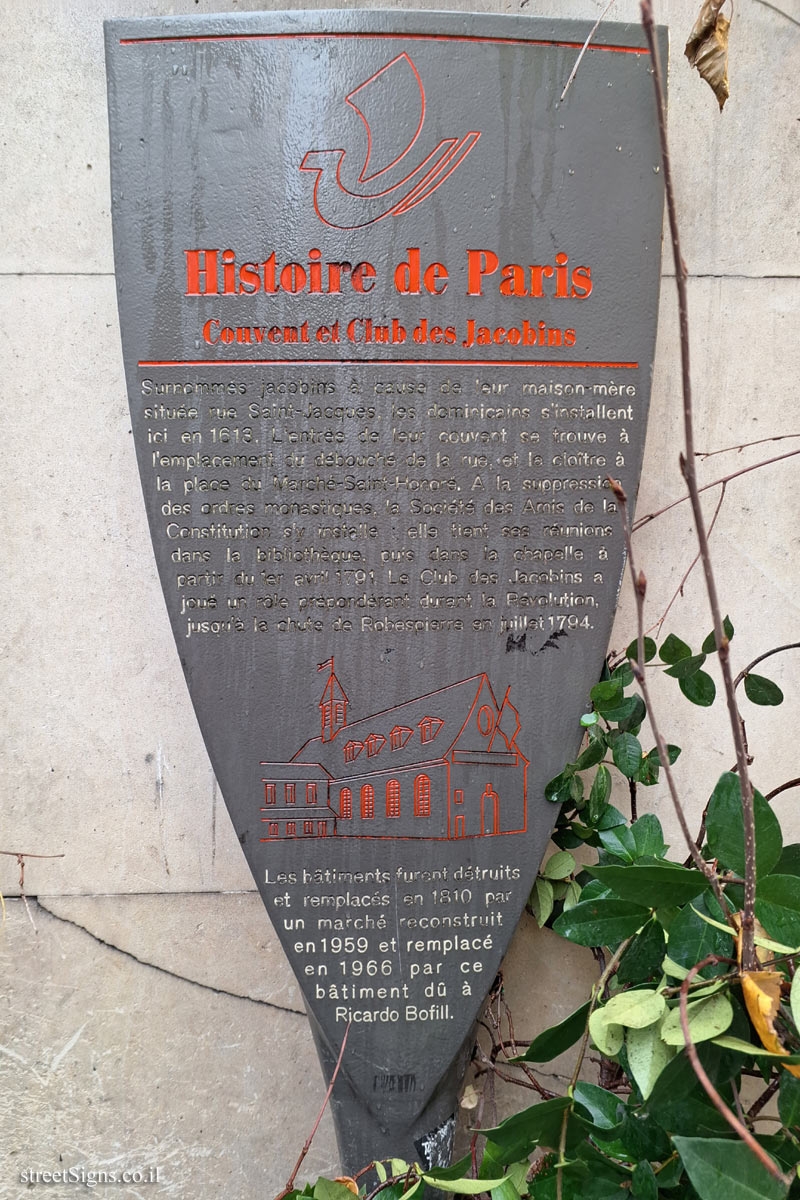 Histoire de Paris
Couvent et Club des Jacobins
Surnommés jacobins à cause de leur maison-mère
située rue Saint-Jacques, les dominicains s'installent
ici en 1613. L'entrée de leur couvent se trouve à
l'emplacement du débouché de la rue, et le cloître à
la place du Marché-Saint-Honoré. A la suppression
des ordres monastiques, la Société des Amis de la
Constitution s'y installe : elle tient ses réunions
dans la bibliothèque, puis dans la chapelle à
partir du 1er avril 1791. Le Club des Jacobins a
joué un rôle prépondérant durant la Révolution,
jusqu'à la chute de Robespierre en juillet 1794.
Les bâtiments furent détruits
et remplacés en 1810 par
un marché reconstruit
en 1959 et remplacé
en 1966 par ce
bâtiment dû à
Ricardo Bofill.
streetSigns.co.il